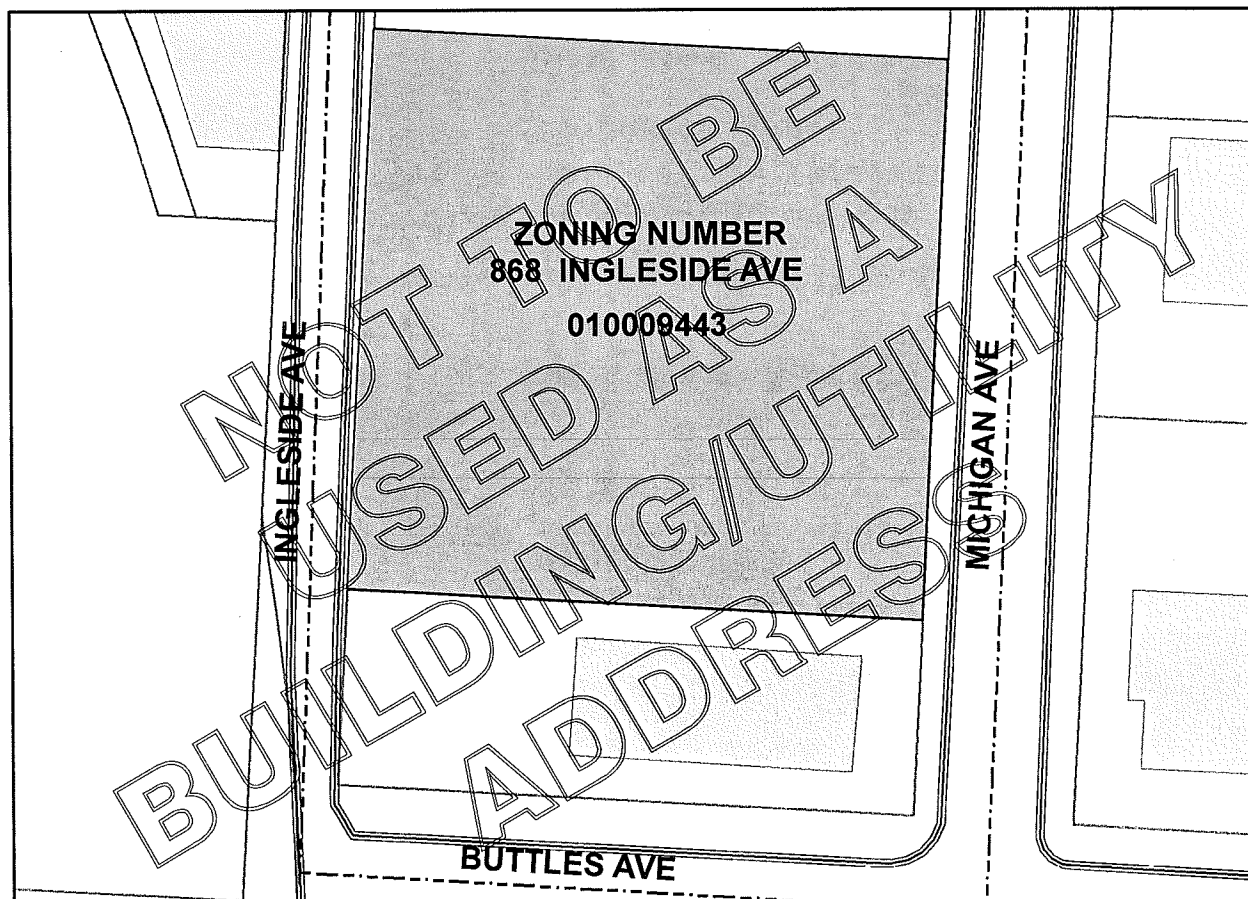 ZONING NUMBER
868 INGLESIDE AVE
010009443
INGLESIDE AVE
MICHIGAN AVE
BUTTLES AVE
NOT TO BE
USED AS A
BUILDING/UTILITY
ADDRESS